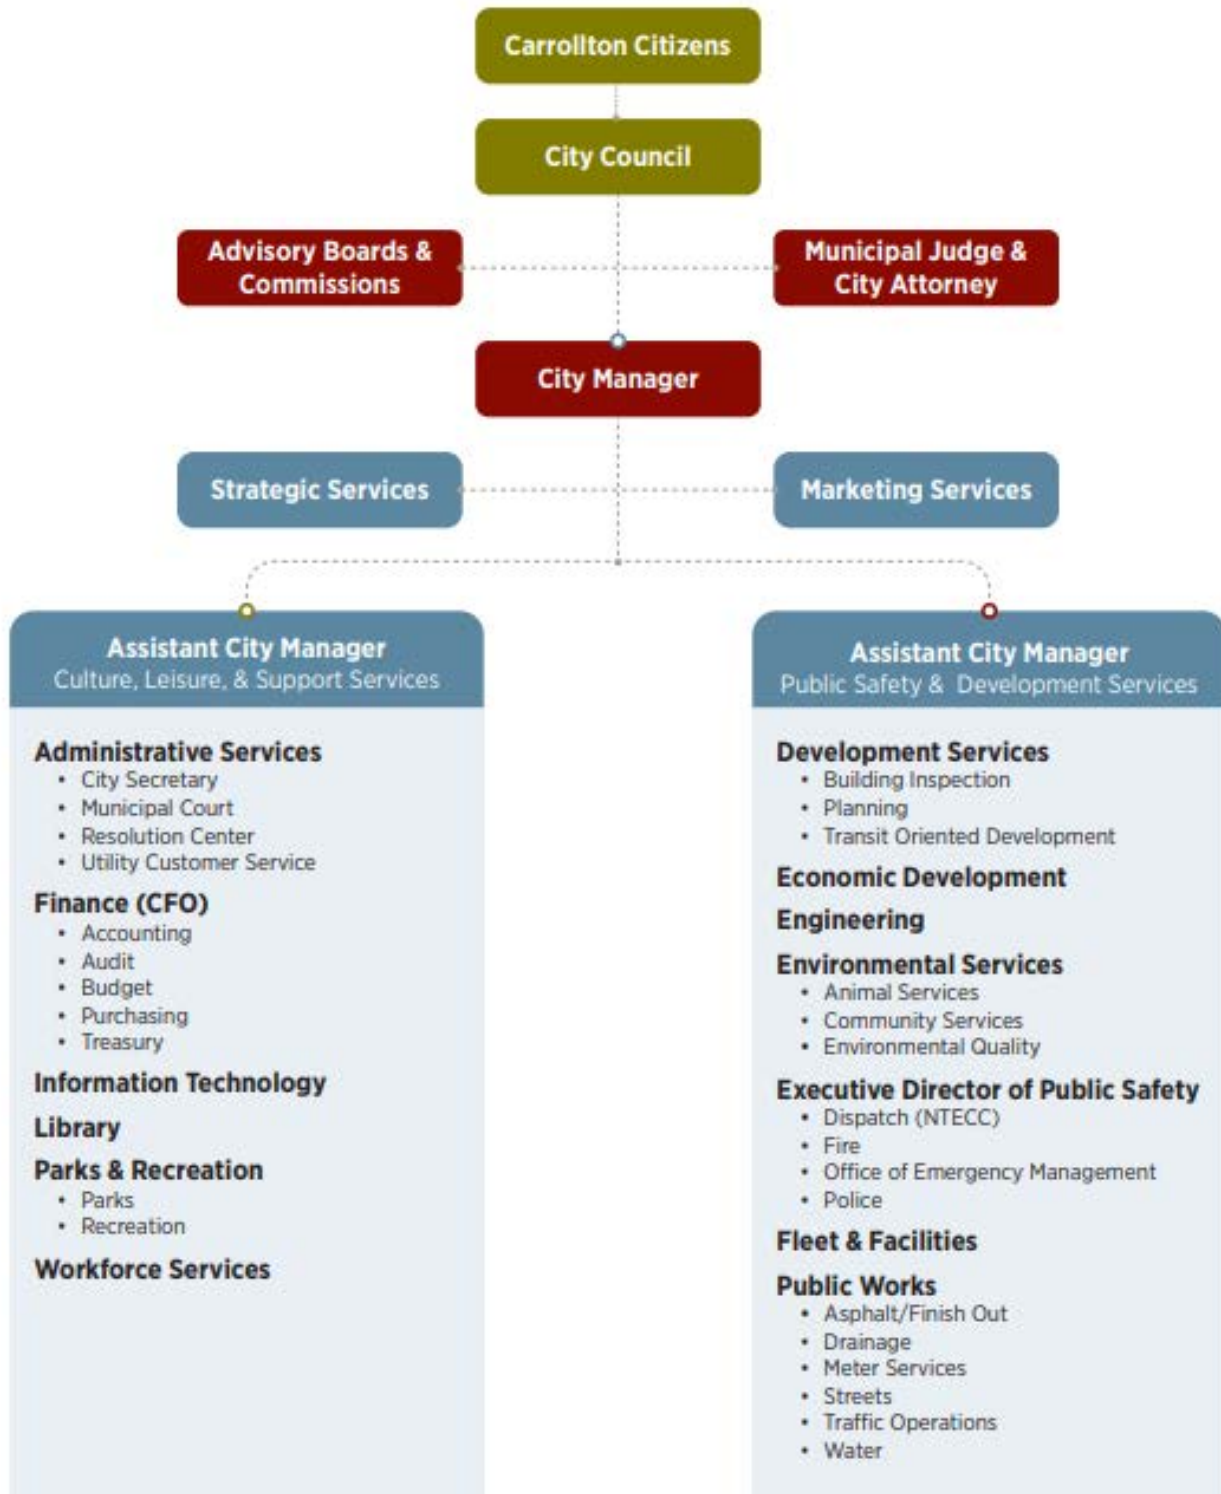 Carrollton Citizens
City Council
Advisory Boards &
Commissions
Municipal Judge &
City Attorney
City Manager
Strategic Services
Marketing Services
Assistant City Manager
Culture, Leisure, & Support Services
Administrative Services
• City Secretary
• Municipal Court
• Resolution Center
• Utility Customer Service
Finance (CFO)
• Accounting
• Audit
• Budget
• Purchasing
• Treasury
Information Technology
Library
Parks & Recreation
• Parks
• Recreation
Workforce Services
Assistant City Manager
Public Safety & Development Services
Development Services
• Building Inspection
• Planning
• Transit Oriented Development
Economic Development
Engineering
Environmental Services
• Animal Services
• Community Services
• Environmental Quality
Executive Director of Public Safety
• Dispatch (NTECC)
• Fire
• Office of Emergency Management
• Police
Fleet & Facilities
Public Works
• Asphalt/Finish Out
• Drainage
• Meter Services
• Streets
• Traffic Operations
• Water